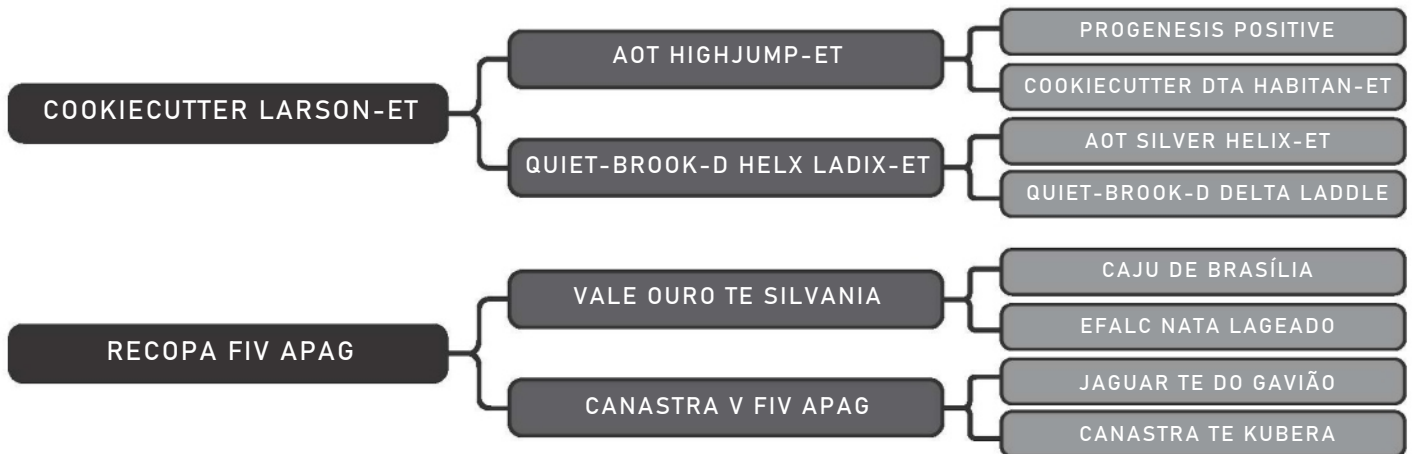 PROGENESIS POSITIVE
AOT HIGHJUMP-ET
COOKIECUTTER DTA HABITAN-ET
COOKIECUTTER LARSON-ET
AOT SILVER HELIX-ET
QUIET-BROOK-D HELX LADIX-ET
QUIET-BROOK-D DELTA LADDLE
CAJU DE BRASÍLIA
VALE OURO TE SILVANIA
EFALC NATA LAGEADO
RECOPA FIV APAG
JAGUAR TE DO GAVIÃO
CANASTRA V FIV APAG
CANASTRA TE KUBERA